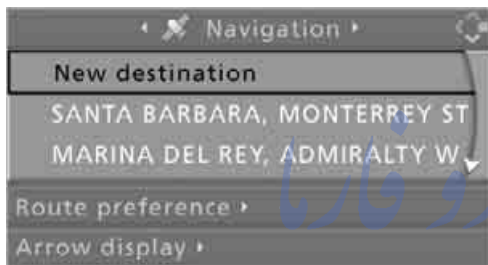 Navigation
New destination
SANTA BARBARA, MONTERREY ST
MARINA DEL REY, ADMIRALTY W
Route preference
Arrow display